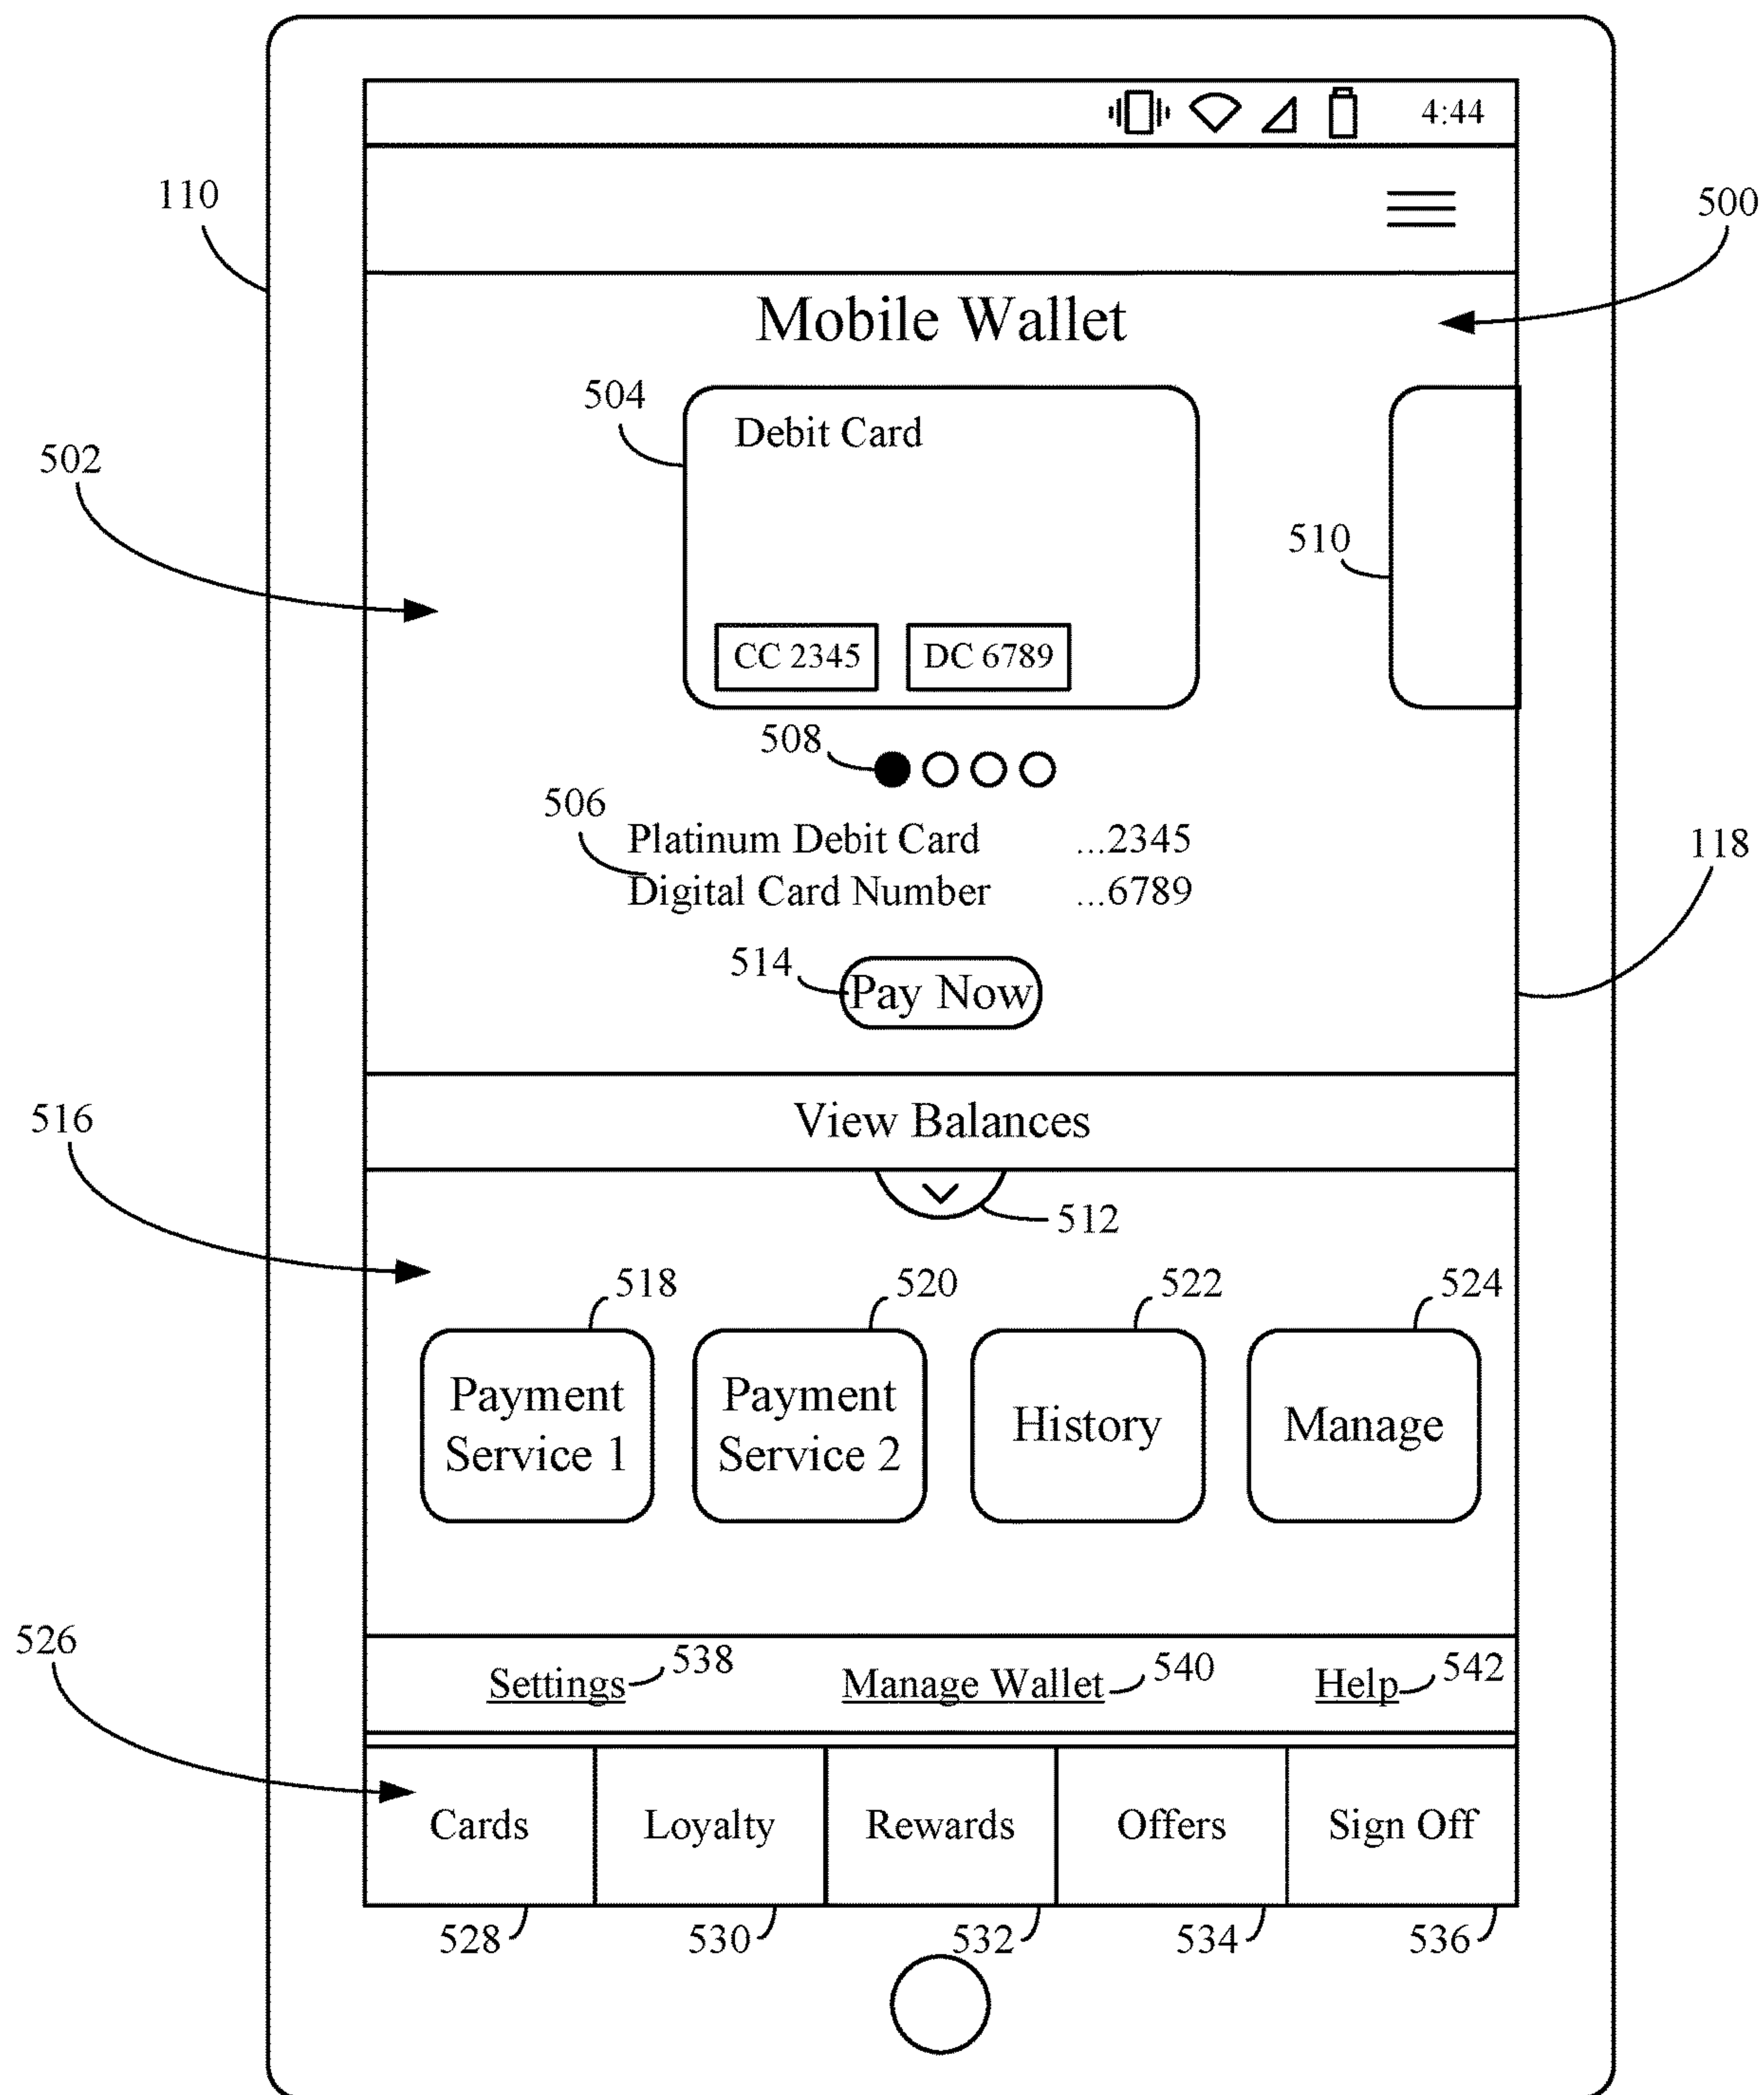 4:44
110
500
Mobile Wallet
504
Debit Card
502
510
CC 2345 DC 6789
508
506
Platinum Debit Card ...2345
118
Digital Card Number ...6789
514
Pay Now
516
View Balances
512
518 520 522 524
Payment Service 1
Payment Service 2
History
Manage
526
Settings 538 Manage Wallet 540 Help 542
Cards Loyalty Rewards Offers Sign Off
528 530 532 534 536